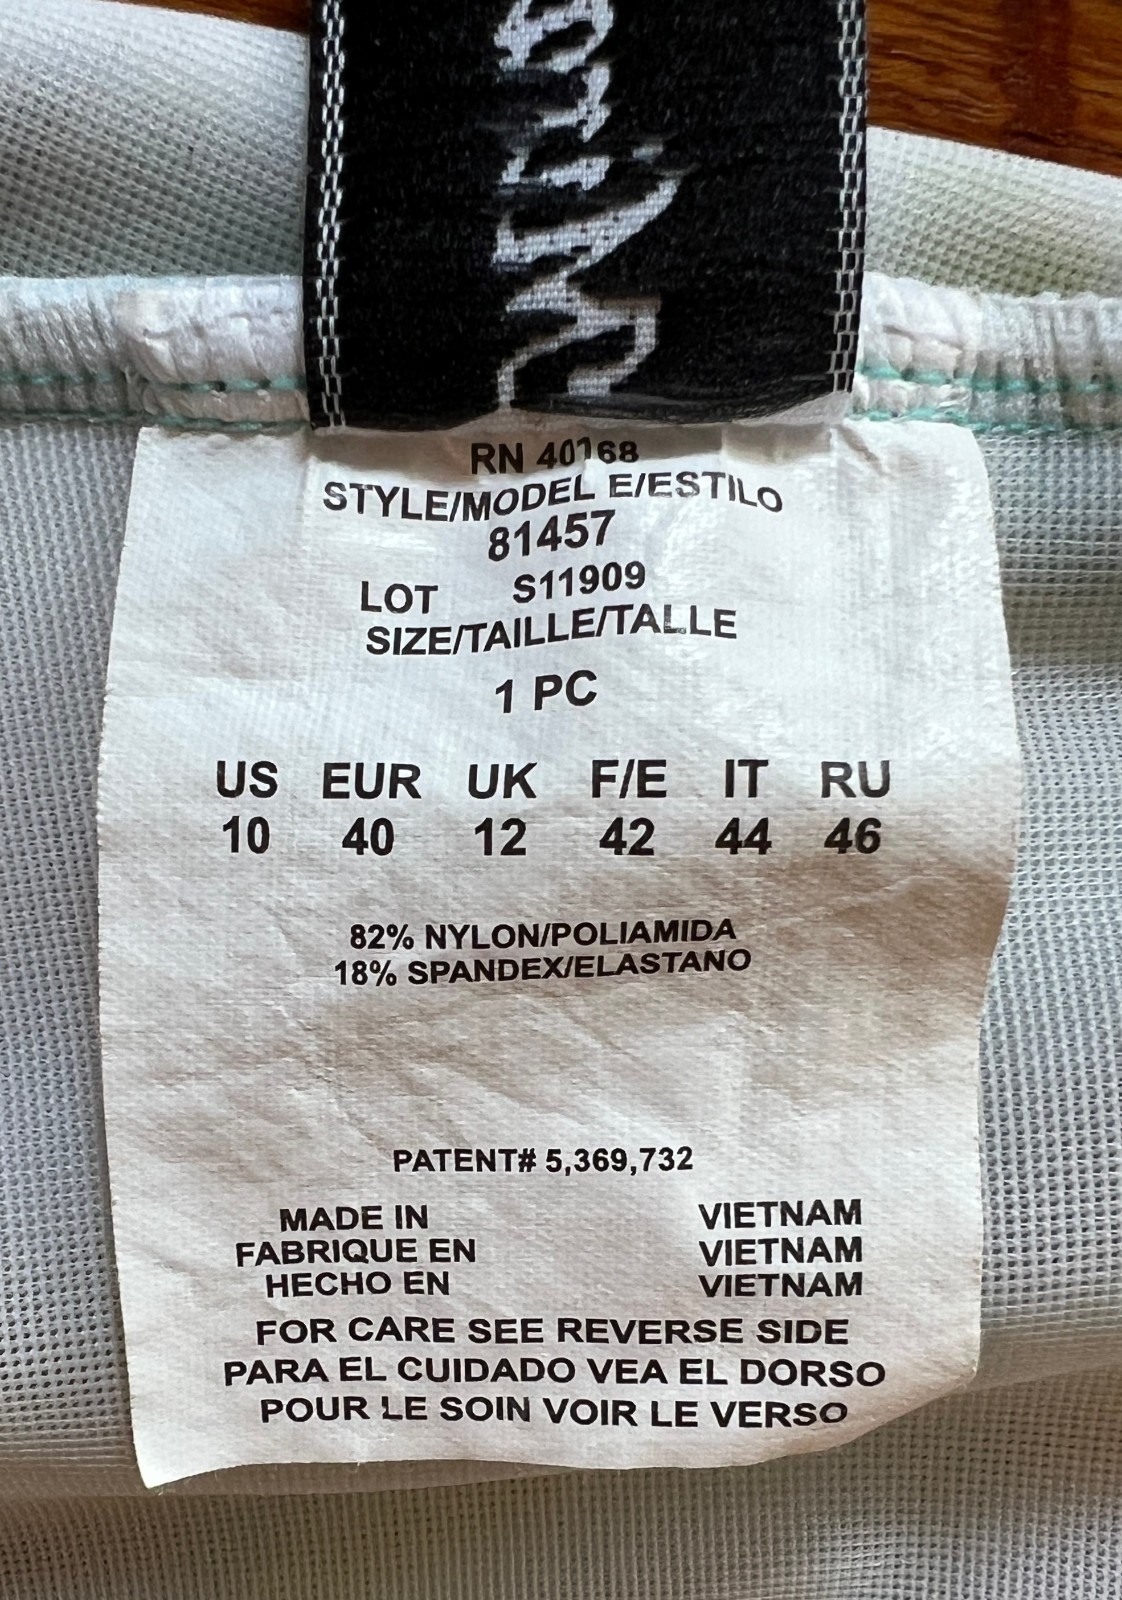 RN 40168
STYLE/MODEL E/ESTILO
81457
LOT S11909
SIZE/TAILLE/TALLE
1 PC
US EUR UK F/E IT RU
10 40 12 42 44 46
82% NYLON/POLIAMIDA
18% SPANDEX/ELASTANO
PATENT# 5,369,732
MADE IN VIETNAM
FABRIQUE EN VIETNAM
HECHO EN VIETNAM
FOR CARE SEE REVERSE SIDE
PARA EL CUIDADO VEA EL DORSO
POUR LE SOIN VOIR LE VERSO